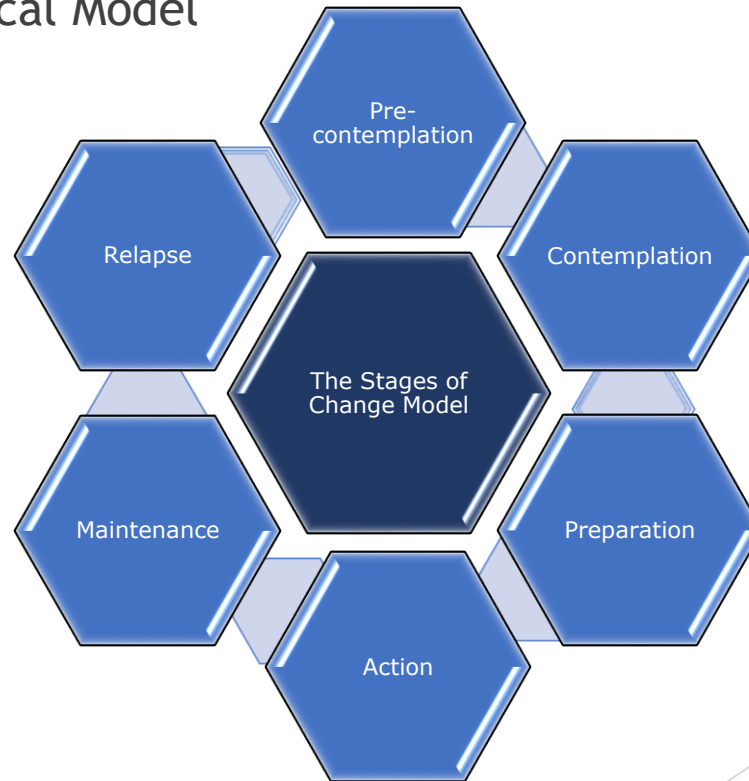 cal Model
Pre-
contemplation
Relapse
Contemplation
The Stages of
Change Model
Maintenance
Preparation
Action